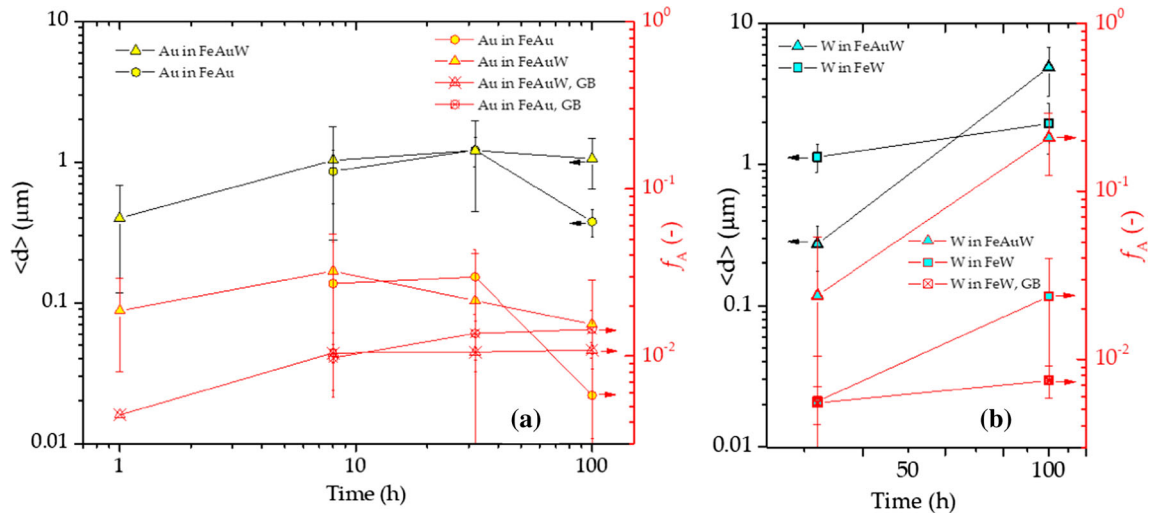 10
1
0.1
0.01
<d> (μm)
Au in FeAuW
Au in FeAu
Au in FeAu
Au in FeAuW
Au in FeAuW, GB
Au in FeAu, GB
(a)
10⁰
10⁻¹
10⁻²
f_A (-)
1
10
100
Time (h)
10
1
0.1
0.01
<d> (μm)
W in FeAuW
W in FeW
W in FeAuW
W in FeW
W in FeW, GB
(b)
10⁰
10⁻¹
10⁻²
f_A (-)
50
100
Time (h)